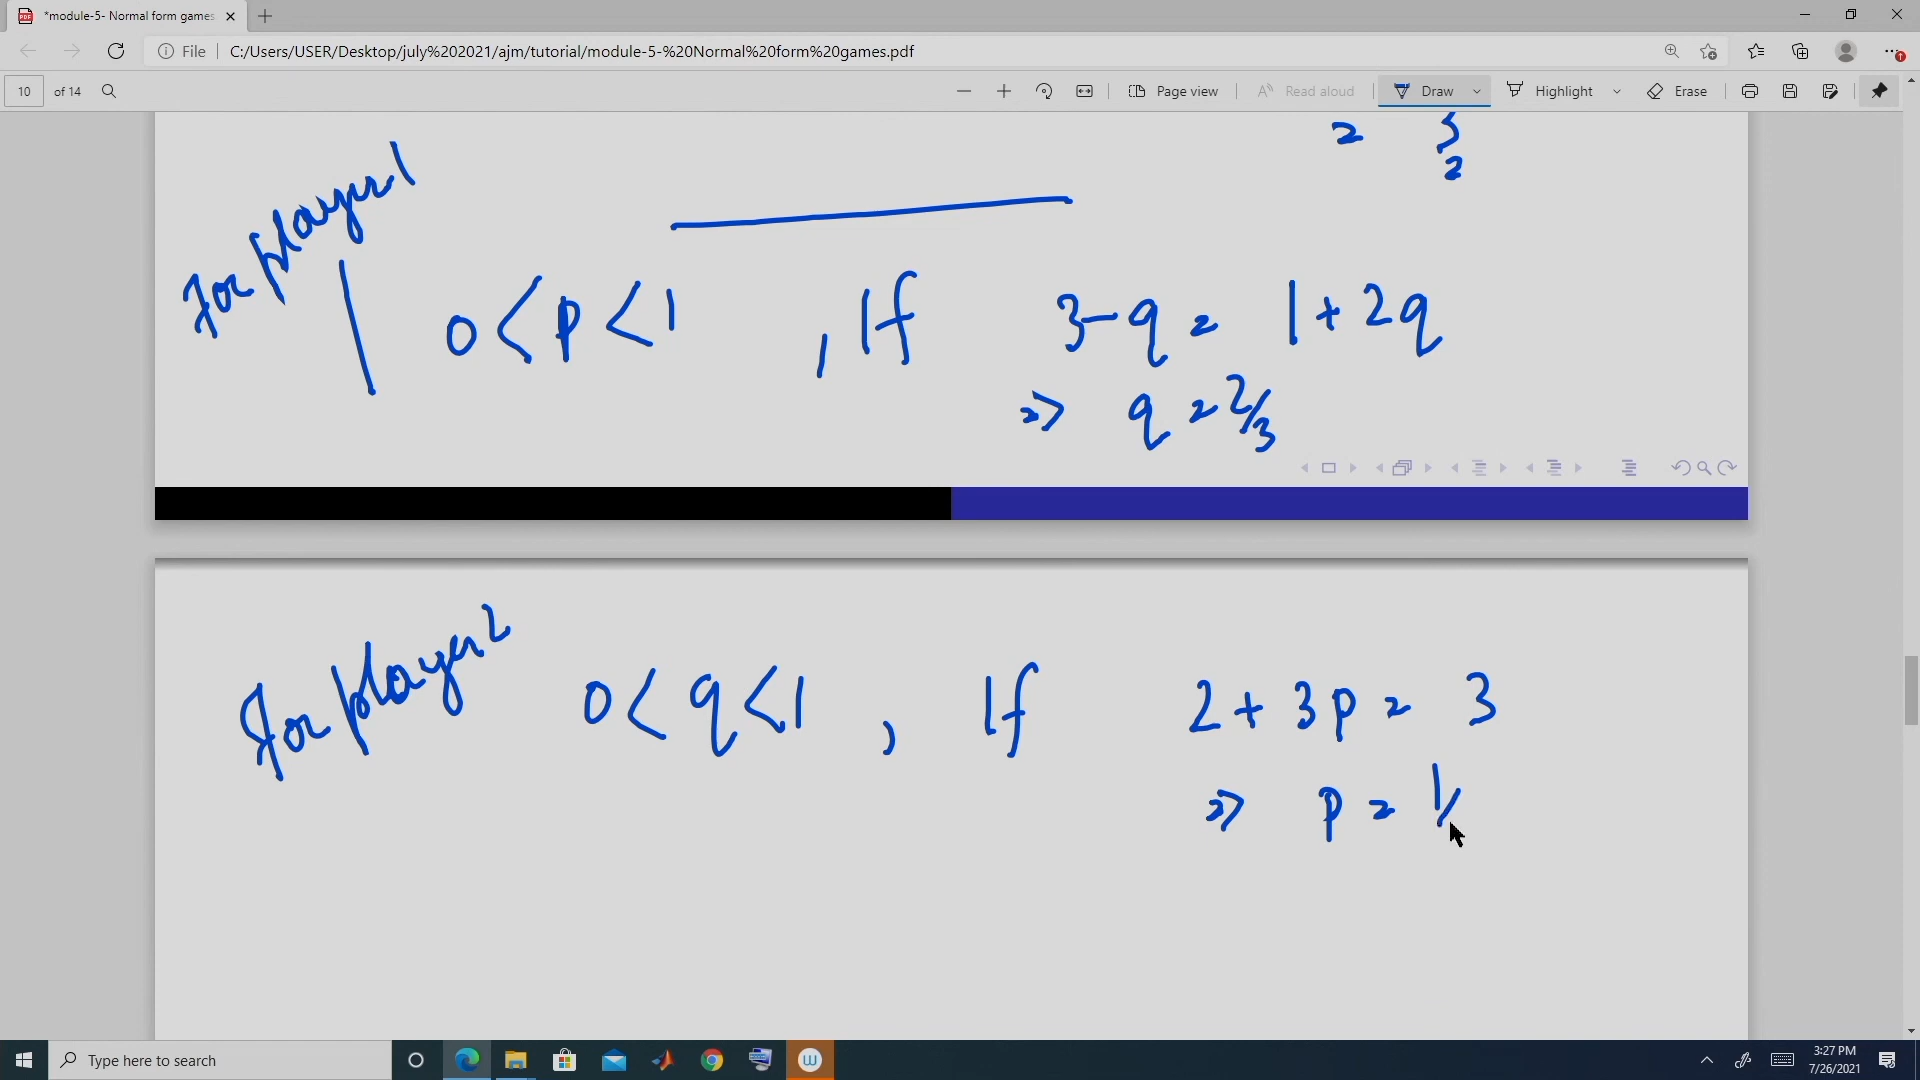 *module-5- Normal form games
File
C:/Users/USER/Desktop/july%202021/ajm/tutorial/module-5-%20Normal%20form%20games.pdf
10 of 14
Page view
Read aloud
Draw
Highlight
Erase
2
2
For player 1
0 < p < 1 , If 3 - q = 1 + 2q
=> q = 2/3
For player 2
0 < q < 1 , If 2 + 3p = 3
=> p = 1/
Type here to search
3:27 PM
7/26/2021